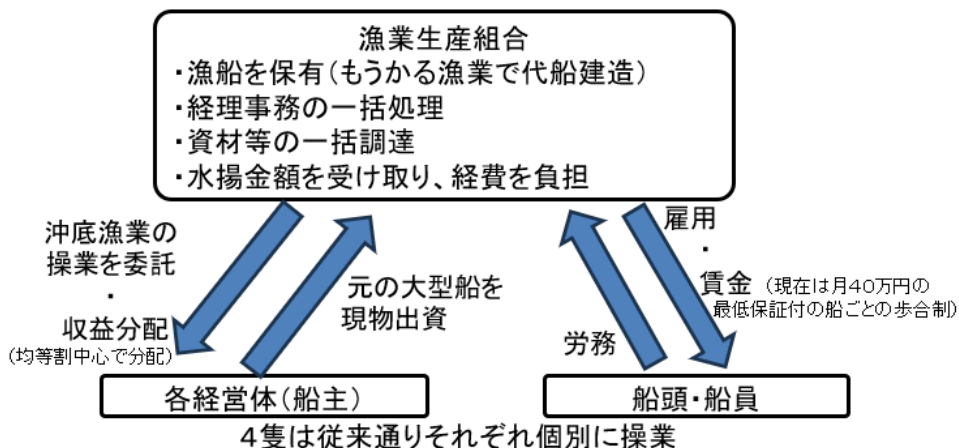 漁業生産組合
・漁船を保有（もうかる漁業で代船建造）
・経理事務の一括処理
・資材等の一括調達
・水揚金額を受け取り、経費を負担
沖底漁業の
操業を委託
・
収益分配
（均等割中心で分配）
元の大型船を
現物出資
労務
雇用
・
賃金（現在は月４０万円の
最低保証付の船ごとの歩合制）
各経営体（船主）
船頭・船員
４隻は従来通りそれぞれ個別に操業